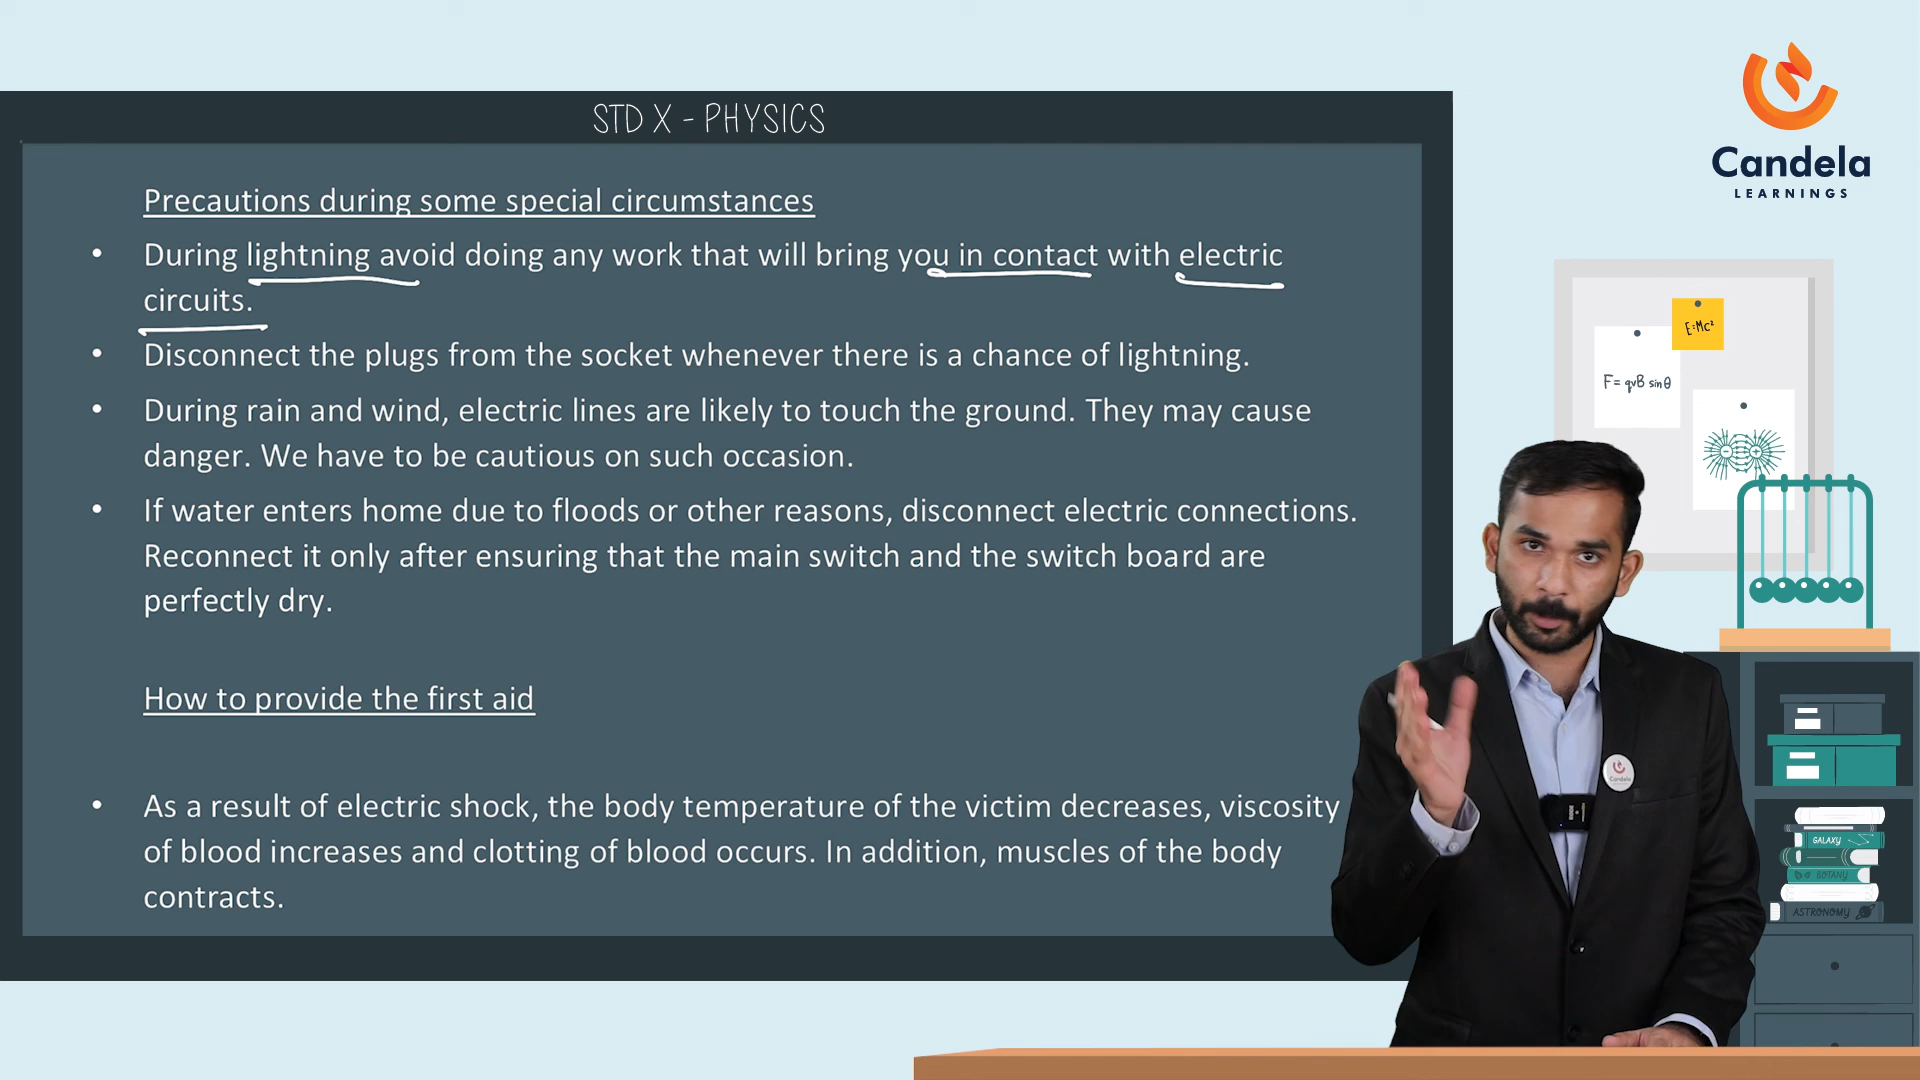 STD X - PHYSICS
Candela
LEARNINGS
Precautions during some special circumstances
• During lightning avoid doing any work that will bring you in contact with electric
circuits.
• Disconnect the plugs from the socket whenever there is a chance of lightning.
• During rain and wind, electric lines are likely to touch the ground. They may cause
danger. We have to be cautious on such occasion.
• If water enters home due to floods or other reasons, disconnect electric connections.
Reconnect it only after ensuring that the main switch and the switch board are
perfectly dry.
How to provide the first aid
• As a result of electric shock, the body temperature of the victim decreases, viscosity
of blood increases and clotting of blood occurs. In addition, muscles of the body
contracts.
E=Mc²
F= qvB sinθ
Candela
GALAXY
BOTANY
ASTRONOMY